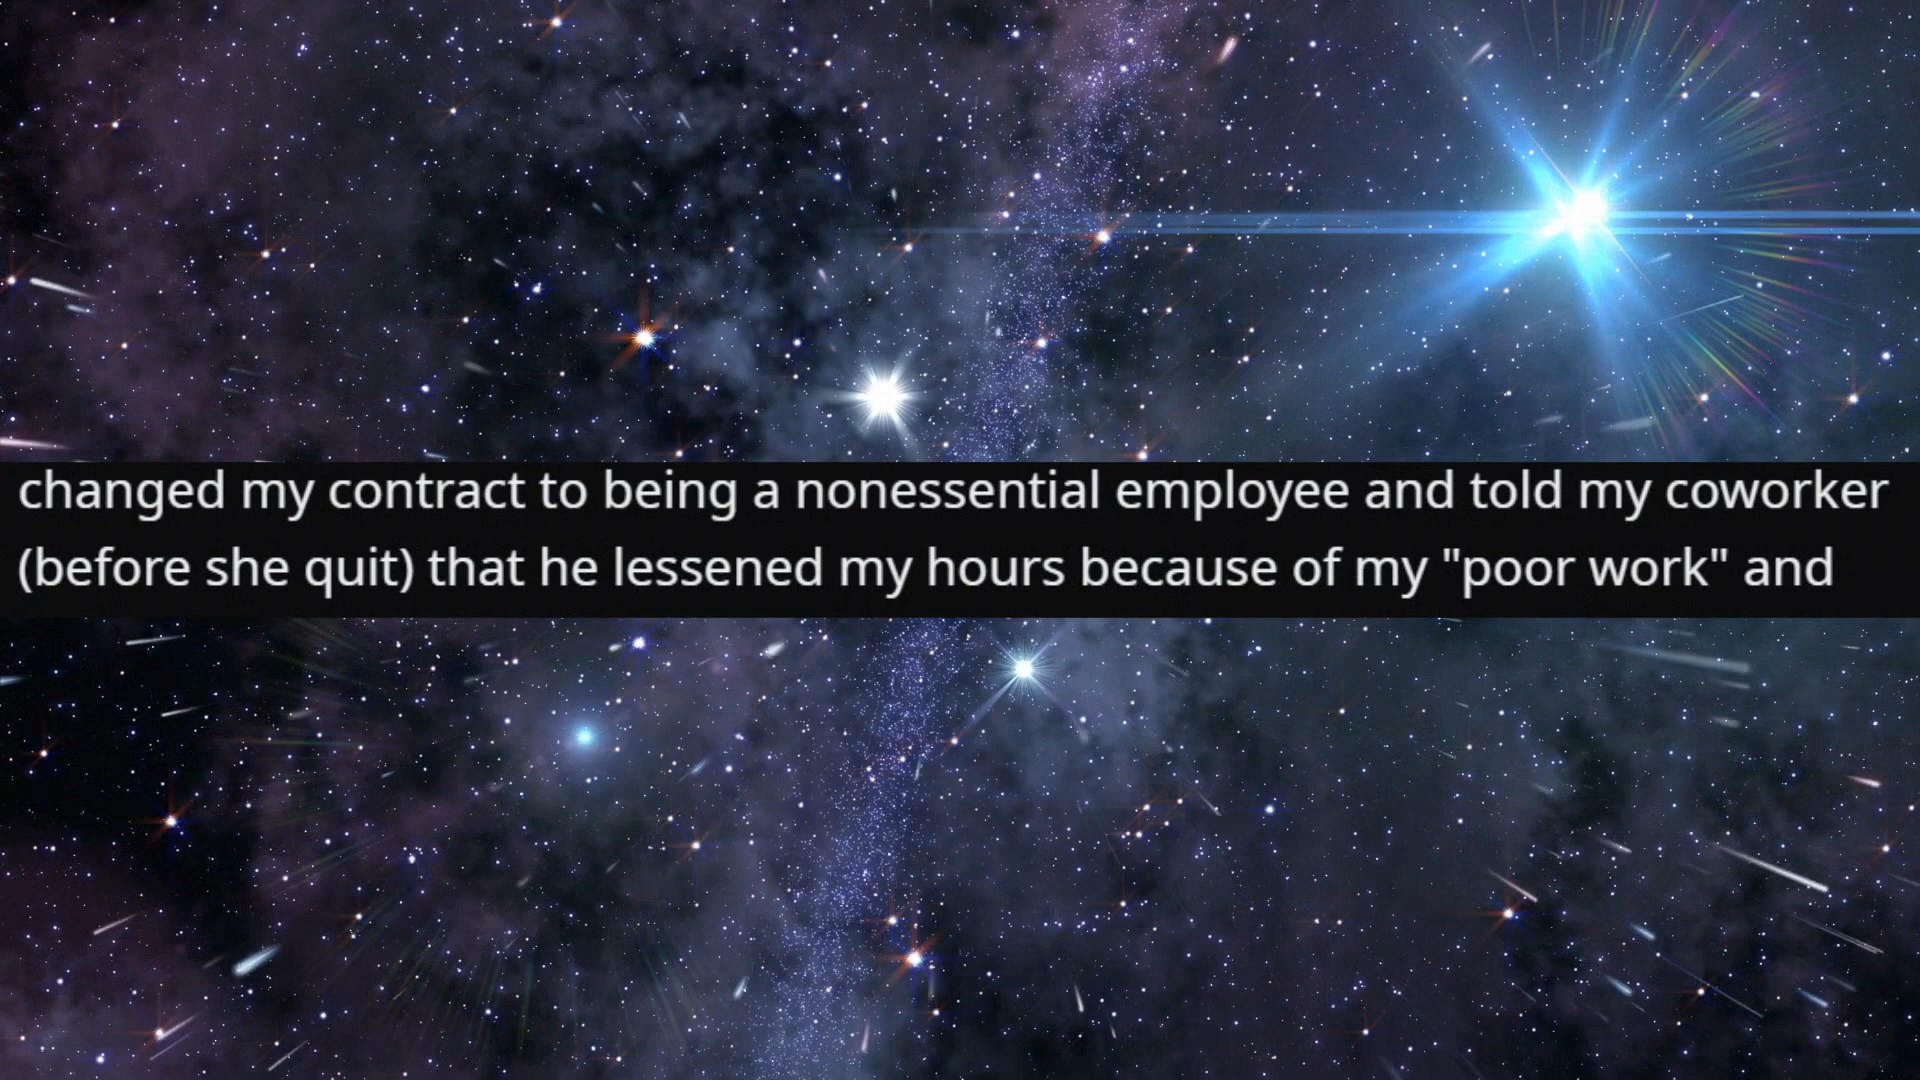 changed my contract to being a nonessential employee and told my coworker
(before she quit) that he lessened my hours because of my "poor work" and